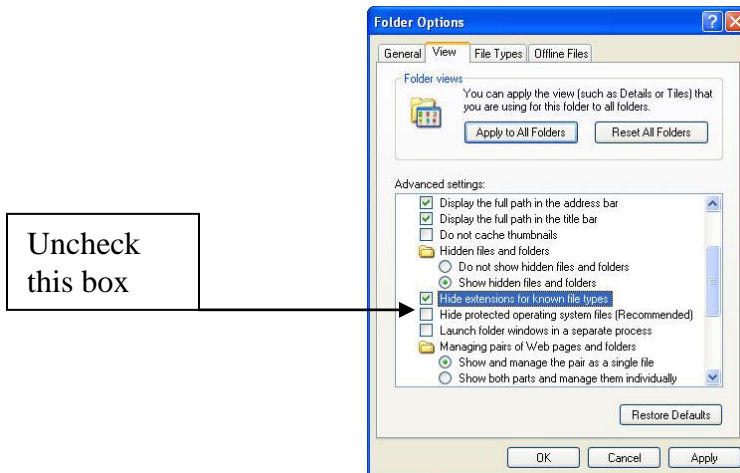 Folder Options
General View File Types Offline Files
Folder views
You can apply the view (such as Details or Tiles) that
you are using for this folder to all folders.
Apply to All Folders Reset All Folders
Advanced settings:
Display the full path in the address bar
Display the full path in the title bar
Do not cache thumbnails
Hidden files and folders
Do not show hidden files and folders
Show hidden files and folders
Hide extensions for known file types
Hide protected operating system files (Recommended)
Launch folder windows in a separate process
Managing pairs of Web pages and folders
Show and manage the pair as a single file
Show both parts and manage them individually
Restore Defaults
OK Cancel Apply
Uncheck
this box